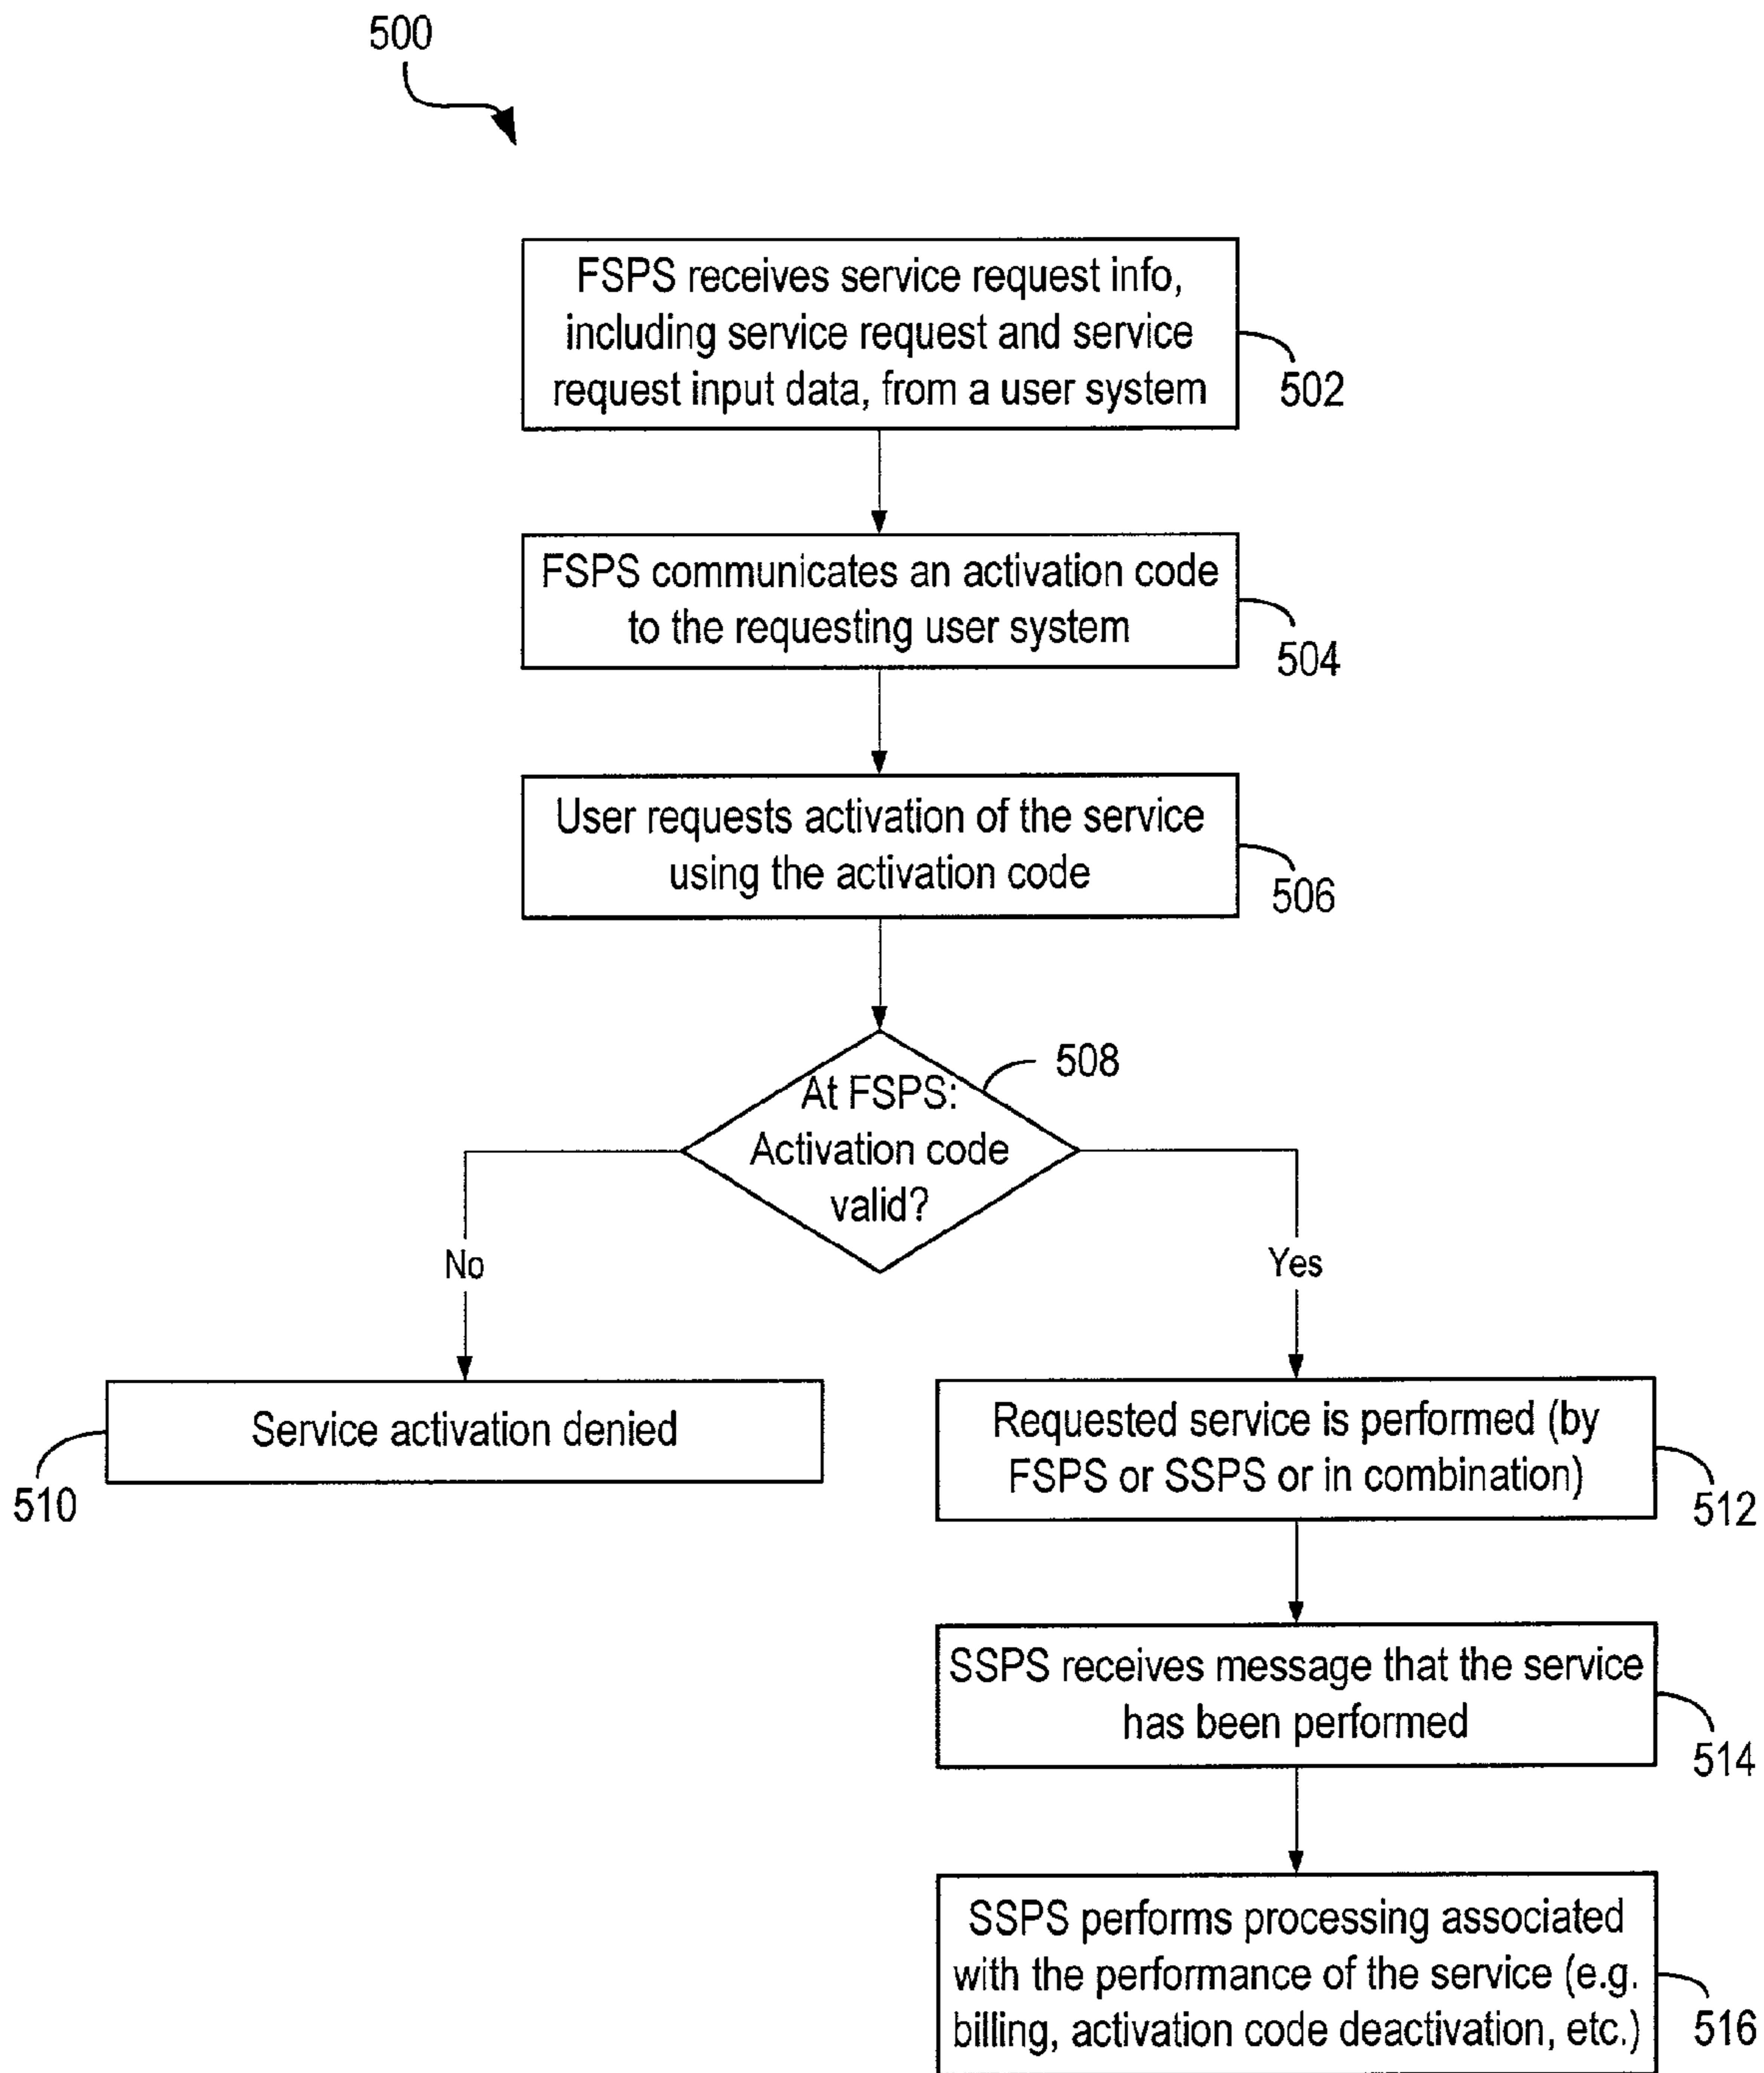 500
FSPS receives service request info,
including service request and service
request input data, from a user system
502
FSPS communicates an activation code
to the requesting user system
504
User requests activation of the service
using the activation code
506
508
At FSPS:
Activation code
valid?
No
Yes
Service activation denied
510
Requested service is performed (by
FSPS or SSPS or in combination)
512
SSPS receives message that the service
has been performed
514
SSPS performs processing associated
with the performance of the service (e.g.
billing, activation code deactivation, etc.)
516